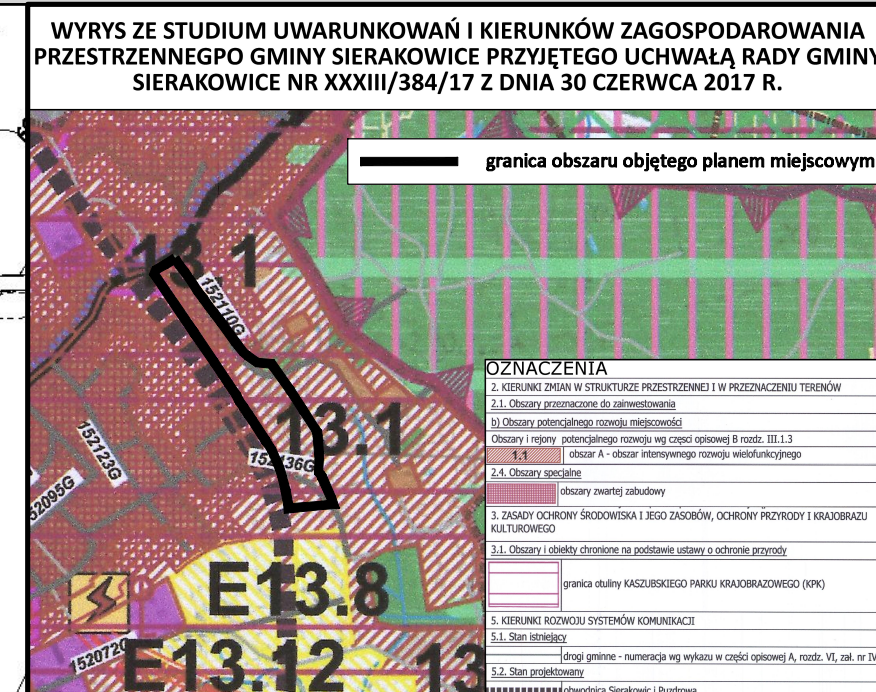 WYRYS ZE STUDIUM UWARUNKOWAŃ I KIERUNKÓW ZAGOSPODAROWANIA
PRZESTRZENNEGPO GMINY SIERAKOWICE PRZYJĘTEGO UCHWAŁĄ RADY GMINY
SIERAKOWICE NR XXXIII/384/17 Z DNIA 30 CZERWCA 2017 R.
granica obszaru objętego planem miejscowym
1
152110G
13.1
152136G
152123G
52095G
E13.8
152072G
E13.12
13
OZNACZENIA
2. KIERUNKI ZMIAN W STRUKTURZE PRZESTRZENNEJ I W PRZEZNACZENIU TERENÓW
2.1. Obszary przeznaczone do zainwestowania
b) Obszary potencjalnego rozwoju miejscowości
Obszary i rejony potencjalnego rozwoju wg części opisowej B rozdz. III.1.3
1.1 obszar A - obszar intensywnego rozwoju wielofunkcyjnego
2.4. Obszary specjalne
obszary zwartej zabudowy
3. ZASADY OCHRONY ŚRODOWISKA I JEGO ZASOBÓW, OCHRONY PRZYRODY I KRAJOBRAZU
KULTUROWEGO
3.1. Obszary i obiekty chronione na podstawie ustawy o ochronie przyrody
granica otuliny KASZUBSKIEGO PARKU KRAJOBRAZOWEGO (KPK)
5. KIERUNKI ROZWOJU SYSTEMÓW KOMUNIKACJI
5.1. Stan istniejący
drogi gminne - numeracja wg wykazu w części opisowej A, rozdz. VI, zał. nr IV
5.2. Stan projektowany
obwodnica Sierakowic i Puzdrowa